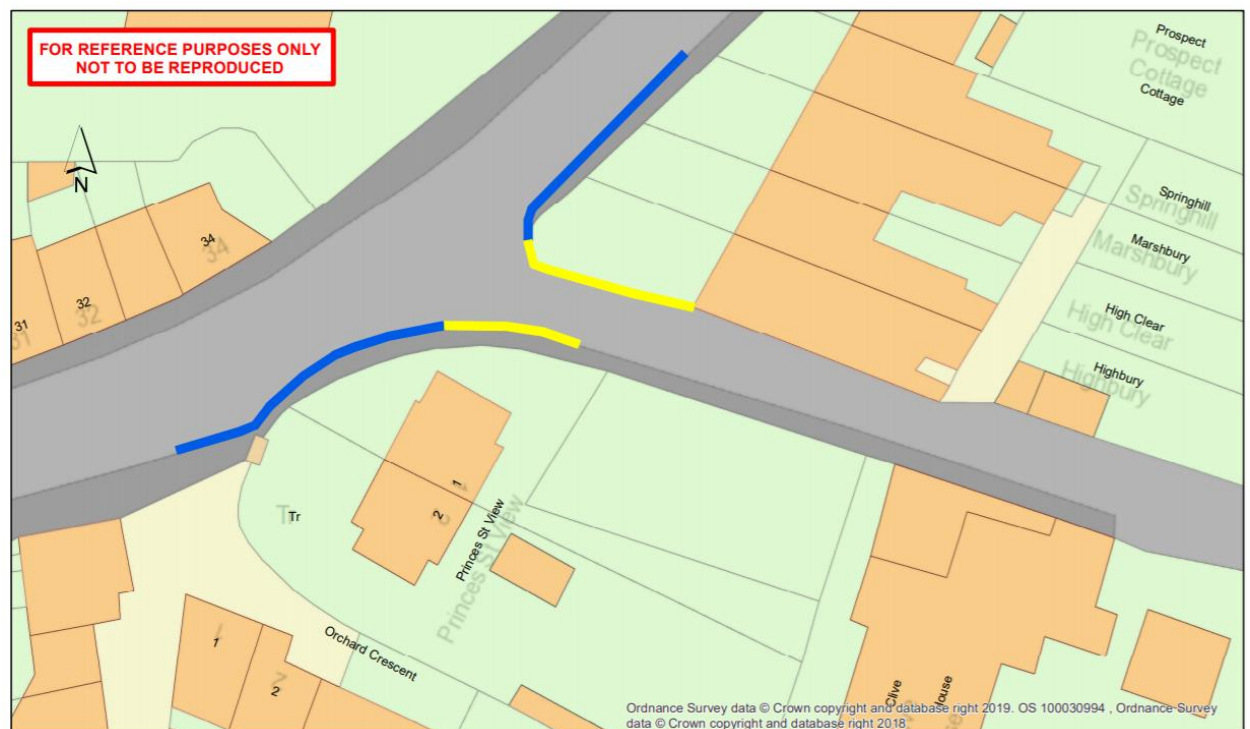 FOR REFERENCE PURPOSES ONLY
NOT TO BE REPRODUCED
N
Prospect
Cottage
Prospect
Cottage
Springhill
Springhill
Marshbury
Marshbury
High Clear
High Clear
Highbury
Highbury
34
34
32
32
31
31
1
2
Princes St View
Princes St View
Tr
Tr
Orchard Crescent
1
2
Clive
House
Ordnance Survey data © Crown copyright and database right 2019. OS 100030994 , Ordnance Survey
data © Crown copyright and database right 2018.